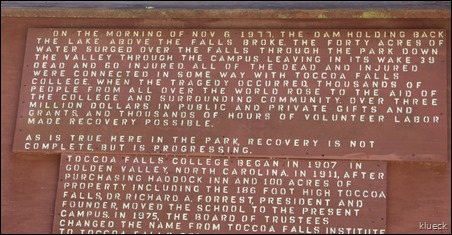 ON THE MORNING OF NOV 6, 1977, THE DAM HOLDING BACK
THE LAKE ABOVE THE FALLS BROKE. THE FORTY ACRES OF
WATER SURGED OVER THE FALLS THROUGH THE PARK DOWN
THE VALLEY THROUGH THE CAMPUS LEAVING IN ITS WAKE 39
DEAD AND 60 INJURED. ALL OF THE DEAD AND INJURED
WERE CONNECTED IN SOME WAY WITH TOCCOA FALLS
COLLEGE. WHEN THE TRAGEDY OCCURRED, THOUSANDS OF
PEOPLE FROM ALL OVER THE WORLD ROSE TO THE AID OF
THE COLLEGE AND SURROUNDING COMMUNITY. OVER THREE
MILLION DOLLARS IN PUBLIC AND PRIVATE GIFTS AND
GRANTS, AND THOUSANDS OF HOURS OF VOLUNTEER LABOR
MADE RECOVERY POSSIBLE.
AS IS TRUE HERE IN THE PARK, RECOVERY IS NOT
COMPLETE, BUT IS PROGRESSING.
TOCCOA FALLS COLLEGE BEGAN IN 1907 IN
GOLDEN VALLEY, NORTH CAROLINA. IN 1911, AFTER
PURCHASING HADDOCK INN AND 100 ACRES OF
PROPERTY INCLUDING THE 186 FOOT HIGH TOCCOA
FALLS, DR. RICHARD A. FORREST, PRESIDENT AND
FOUNDER, MOVED THE SCHOOL TO THE PRESENT
CAMPUS. IN 1975, THE BOARD OF TRUSTEES
CHANGED THE NAME FROM TOCCOA FALLS INSTITUTE
TO TOCCOA FALLS
klueck